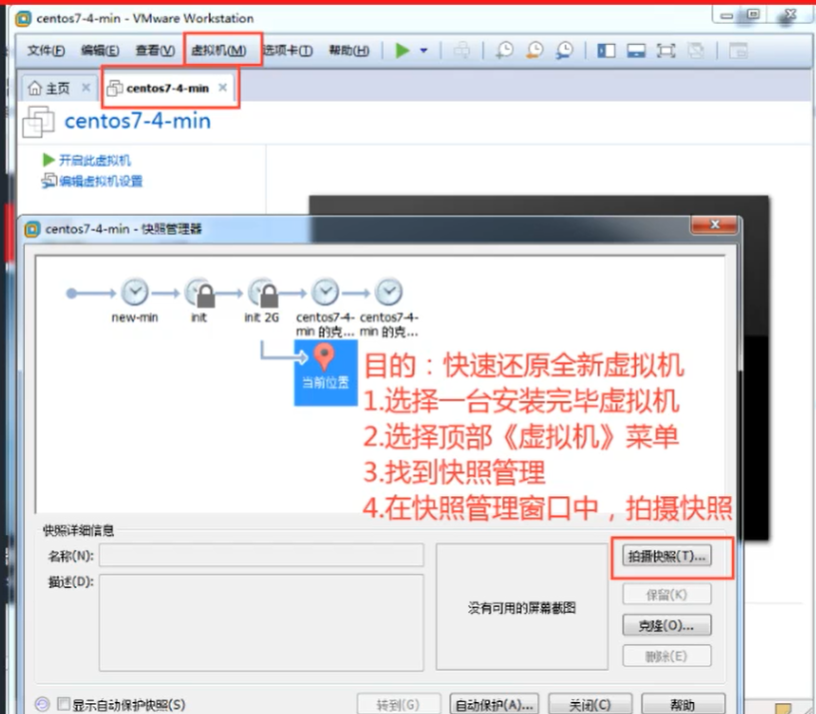 centos7-4-min - VMware Workstation
文件(F) 编辑(E) 查看(V) 虚拟机(M) 选项卡(T) 帮助(H)
主页 centos7-4-min
centos7-4-min
开启此虚拟机
编辑虚拟机设置
centos7-4-min - 快照管理器
new-min init init 2G centos7-4-min 的克... centos7-4-min 的克...
当前位置
目的：快速还原全新虚拟机
1.选择一台安装完毕虚拟机
2.选择顶部《虚拟机》菜单
3.找到快照管理
4.在快照管理窗口中，拍摄快照
快照详细信息
名称(N):
拍摄快照(T)...
描述(D):
没有可用的屏幕截图
保留(K)
克隆(O)...
删除(E)
显示自动保护快照(S) 转到(G) 自动保护(A)... 关闭(C) 帮助